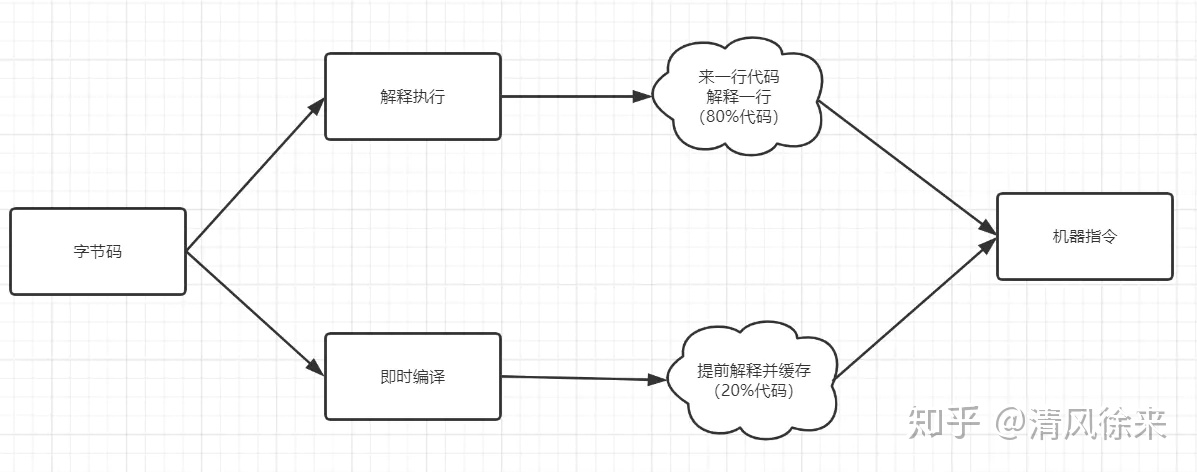 字节码
解释执行
来一行代码
解释一行
（80%代码）
即时编译
提前解释并缓存
（20%代码）
机器指令
知乎 @清风徐来